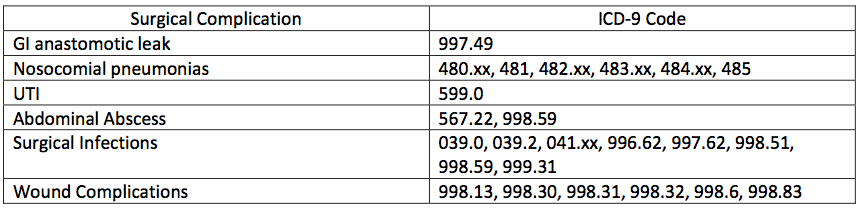 Surgical Complication ICD-9 Code
GI anastomotic leak 997.49
Nosocomial pneumonias 480.xx, 481, 482.xx, 483.xx, 484.xx, 485
UTI 599.0
Abdominal Abscess 567.22, 998.59
Surgical Infections 039.0, 039.2, 041.xx, 996.62, 997.62, 998.51,
998.59, 999.31
Wound Complications 998.13, 998.30, 998.31, 998.32, 998.6, 998.83